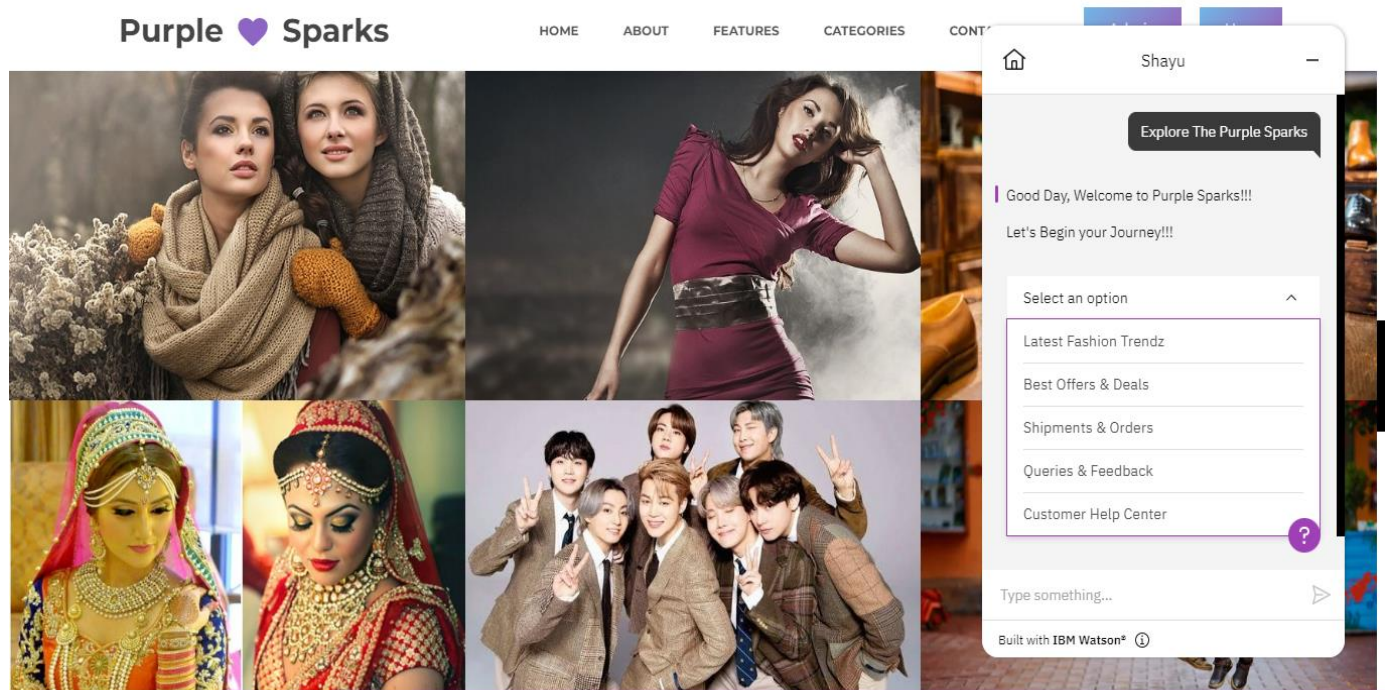 Purple 💜 Sparks
HOME ABOUT FEATURES CATEGORIES
Shayu
Explore The Purple Sparks
Good Day, Welcome to Purple Sparks!!!
Let's Begin your Journey!!!
Select an option
Latest Fashion Trendz
Best Offers & Deals
Shipments & Orders
Queries & Feedback
Customer Help Center
?
Type something...
Built with IBM Watson®